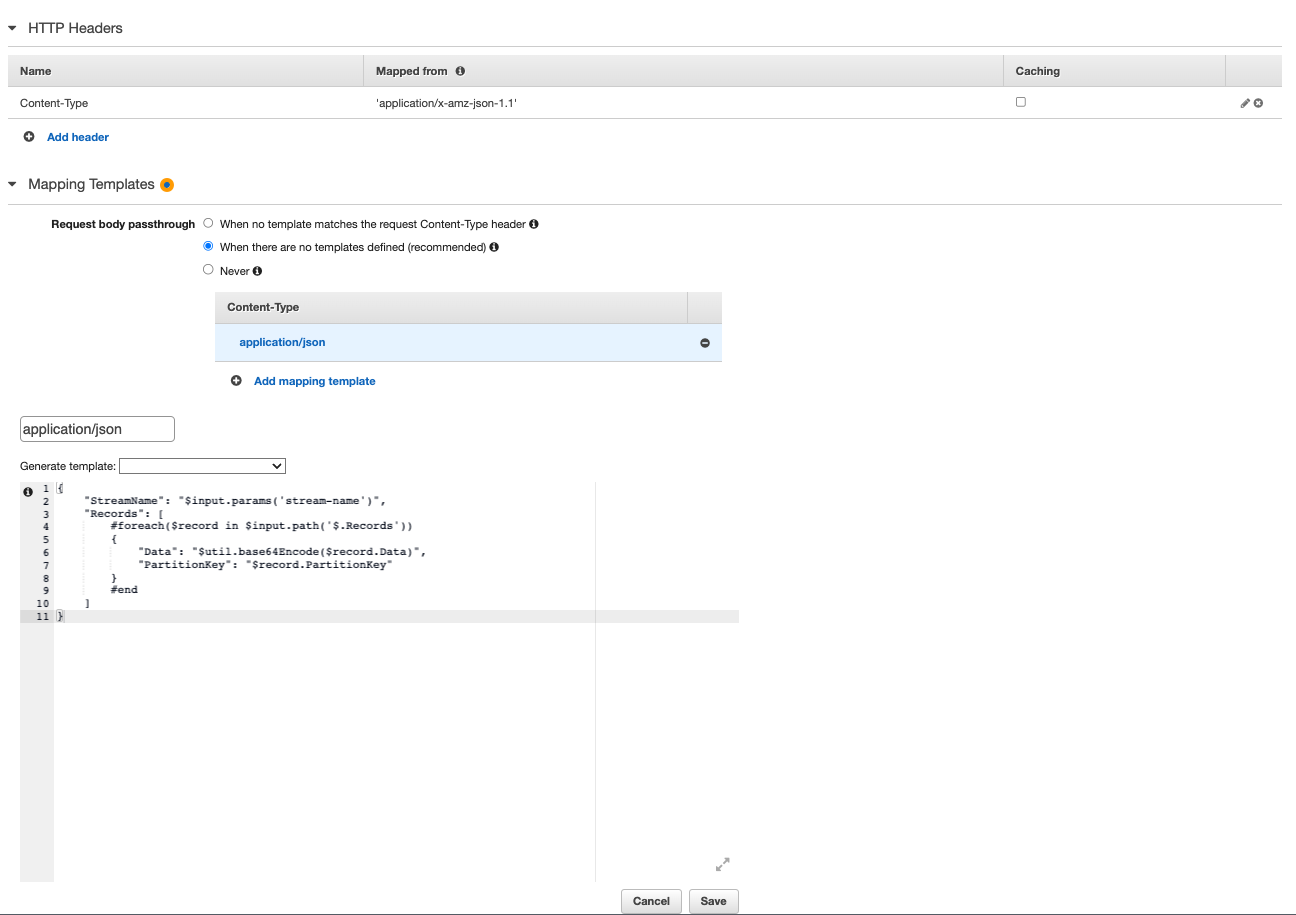 HTTP Headers
Name Mapped from Caching
Content-Type 'application/x-amz-json-1.1'
Add header
Mapping Templates
Request body passthrough When no template matches the request Content-Type header
When there are no templates defined (recommended)
Never
Content-Type
application/json
Add mapping template
application/json
Generate template:
1 {
2 "StreamName": "$input.params('stream-name')",
3 "Records": [
4 #foreach($record in $input.path('$.Records'))
5 {
6 "Data": "$util.base64Encode($record.Data)",
7 "PartitionKey": "$record.PartitionKey"
8 }
9 #end
10 ]
11 }
Cancel Save